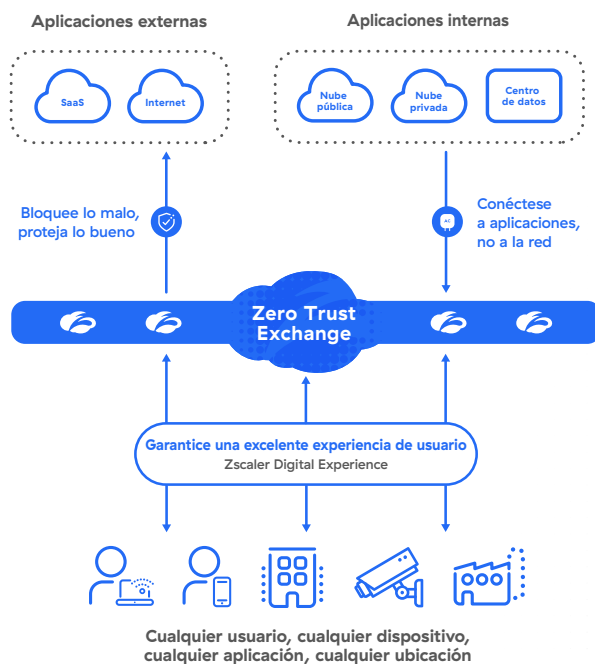 Aplicaciones externas
Aplicaciones internas
SaaS
Internet
Nube
pública
Nube
privada
Centro
de datos
Bloquee lo malo,
proteja lo bueno
AC
Conéctese
a aplicaciones,
no a la red
Zero Trust
Exchange
Garantice una excelente experiencia de usuario
Zscaler Digital Experience
Cualquier usuario, cualquier dispositivo,
cualquier aplicación, cualquier ubicación